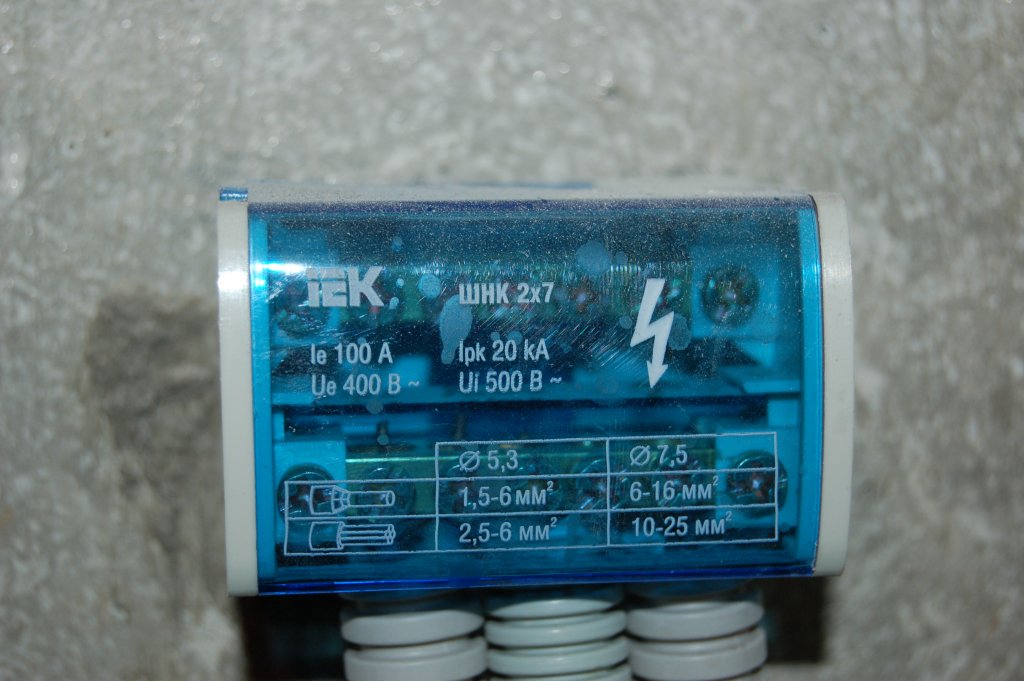 IEK
ШНК 2x7
Ie 100 A
Ipk 20 kA
Ue 400 В ~
Ui 500 В ~
Ø 5,3
Ø 7,5
1,5-6 мм²
6-16 мм²
2,5-6 мм²
10-25 мм²